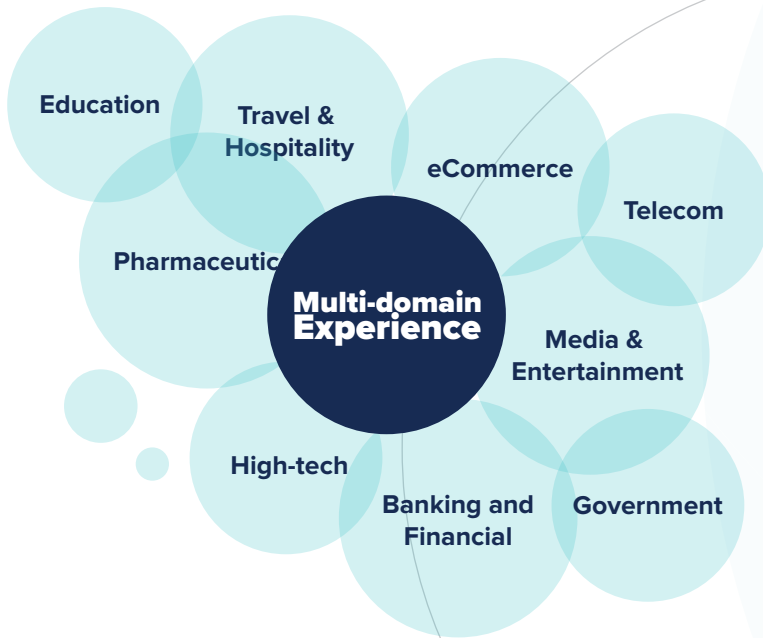 Education
Travel &
Hospitality
eCommerce
Telecom
Pharmaceutic
Multi-domain
Experience
Media &
Entertainment
High-tech
Banking and
Financial
Government